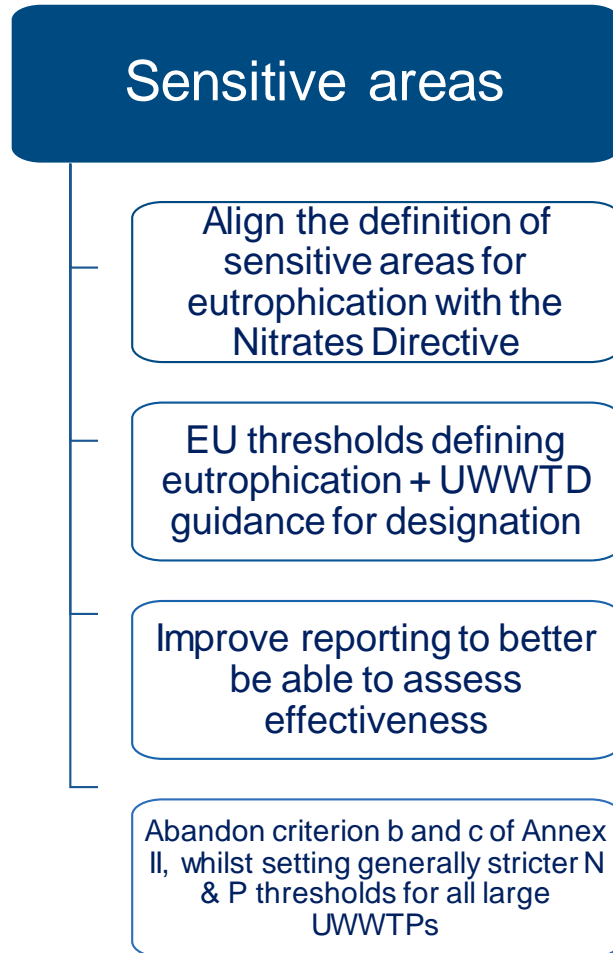 Sensitive areas
Align the definition of
sensitive areas for
eutrophication with the
Nitrates Directive
EU thresholds defining
eutrophication + UWWTD
guidance for designation
Improve reporting to better
be able to assess
effectiveness
Abandon criterion b and c of Annex
II, whilst setting generally stricter N
& P thresholds for all large
UWWTPs